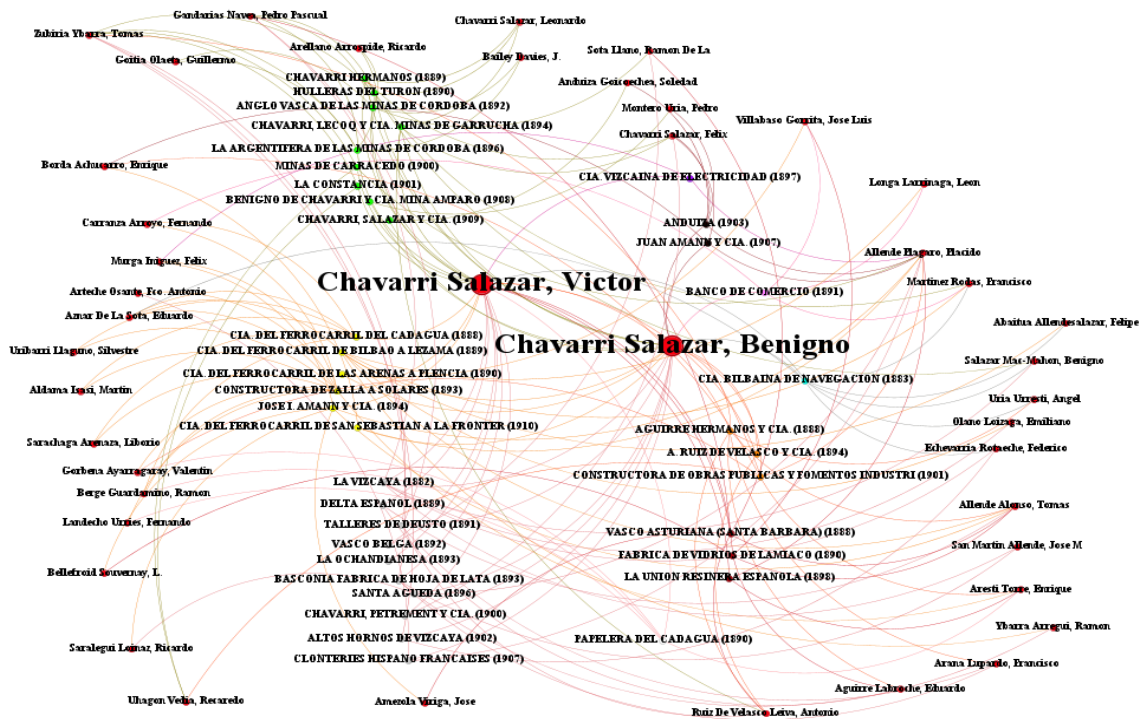 Gandarias Navea, Pedro Pascual
Chavarri Salazar, Leonardo
Zubiria Ybarra, Tomas
Arellano Arrospide, Ricardo
Sota Llano, Ramon De La
Goitia Olaeta, Guillermo
Bailey Davies, J.
CHAVARRI HERMANOS (1889)
Anduiza Goicoechea, Soledad
HULLERAS DEL TURON (1890)
ANGLO VASCA DE LAS MINAS DE CORDOBA (1892)
Montero Uria, Pedro
Villabaso Gorrita, Jose Luis
CHAVARRI, LECOQ Y CIA. MINAS DE GARRUCHA (1894)
Chavarri Salazar, Felix
LA ARGENTIFERA DE LAS MINAS DE CORDOBA (1896)
Borda Achucarro, Enrique
MINAS DE CARRACEDO (1900)
CIA. VIZCAINA DE ELECTRICIDAD (1897)
LA CONSTANCIA (1901)
Longa Larrinaga, Leon
BENIGNO DE CHAVARRI Y CIA. MINA AMPARO (1908)
CHAVARRI, SALAZAR Y CIA. (1909)
Carranza Arroyo, Fernando
ANDUIZA (1903)
JUAN AMANN Y CIA. (1907)
Allende Plagaro, Placido
Murga Iniguez, Felix
Chavarri Salazar, Victor
Martinez Rodas, Francisco
Arteche Osante, Fco. Antonio
BANCO DE COMERCIO (1891)
Aznar De La Sota, Eduardo
Abaitua Allendesalazar, Felipe
CIA. DEL FERROCARRIL DEL CADAGUA (1888)
Chavarri Salazar, Benigno
Uribarri Llaguno, Silvestre
CIA. DEL FERROCARRIL DE BILBAO A LEZAMA (1889)
Salazar Mac-Mahon, Benigno
CIA. DEL FERROCARRIL DE LAS ARENAS A PLENCIA (1890)
CIA. BILBAINA DE NAVEGACION (1883)
Aldama Isasi, Martin
CONSTRUCTORA DE ZALLA A SOLARES (1893)
Uria Urresti, Angel
JOSE I. AMANN Y CIA. (1894)
CIA. DEL FERROCARRIL DE SAN SEBASTIAN A LA FRONTER (1910)
AGUIRRE HERMANOS Y CIA. (1888)
Olano Loizaga, Emiliano
Sarachaga Arenaza, Liborio
Echevarria Rotaeche, Federico
A. RUIZ DE VELASCO Y CIA. (1894)
Gorbena Ayarragaray, Valentin
CONSTRUCTORA DE OBRAS PUBLICAS Y FOMENTOS INDUSTRI (1901)
LA VIZCAYA (1882)
Berge Guardamino, Ramon
DELTA ESPANOL (1889)
Allende Alonso, Tomas
Landecho Urries, Fernando
TALLERES DE DEUSTO (1891)
VASCO ASTURIANA (SANTA BARBARA) (1888)
VASCO BELGA (1892)
San Martin Allende, Jose M
FABRICA DE VIDRIOS DE LAMIACO (1890)
LA OCHANDIANESA (1893)
Bellefroid Souvernay, L.
BASCONIA FABRICA DE HOJA DE LATA (1893)
LA UNION RESINERA ESPANOLA (1898)
SANTA AGUEDA (1896)
Aresti Torre, Enrique
CHAVARRI, PETREMENT Y CIA. (1900)
Ybarra Arregui, Ramon
ALTOS HORNOS DE VIZCAYA (1902)
PAPELERA DEL CADAGUA (1890)
Saralegui Loinaz, Ricardo
CLONTERIES HISPANO FRANCAISES (1907)
Arana Lupardo, Francisco
Aguirre Labroche, Eduardo
Uhagon Vedia, Recaredo
Amezola Viriga, Jose
Ruiz De Velasco Leiva, Antonio